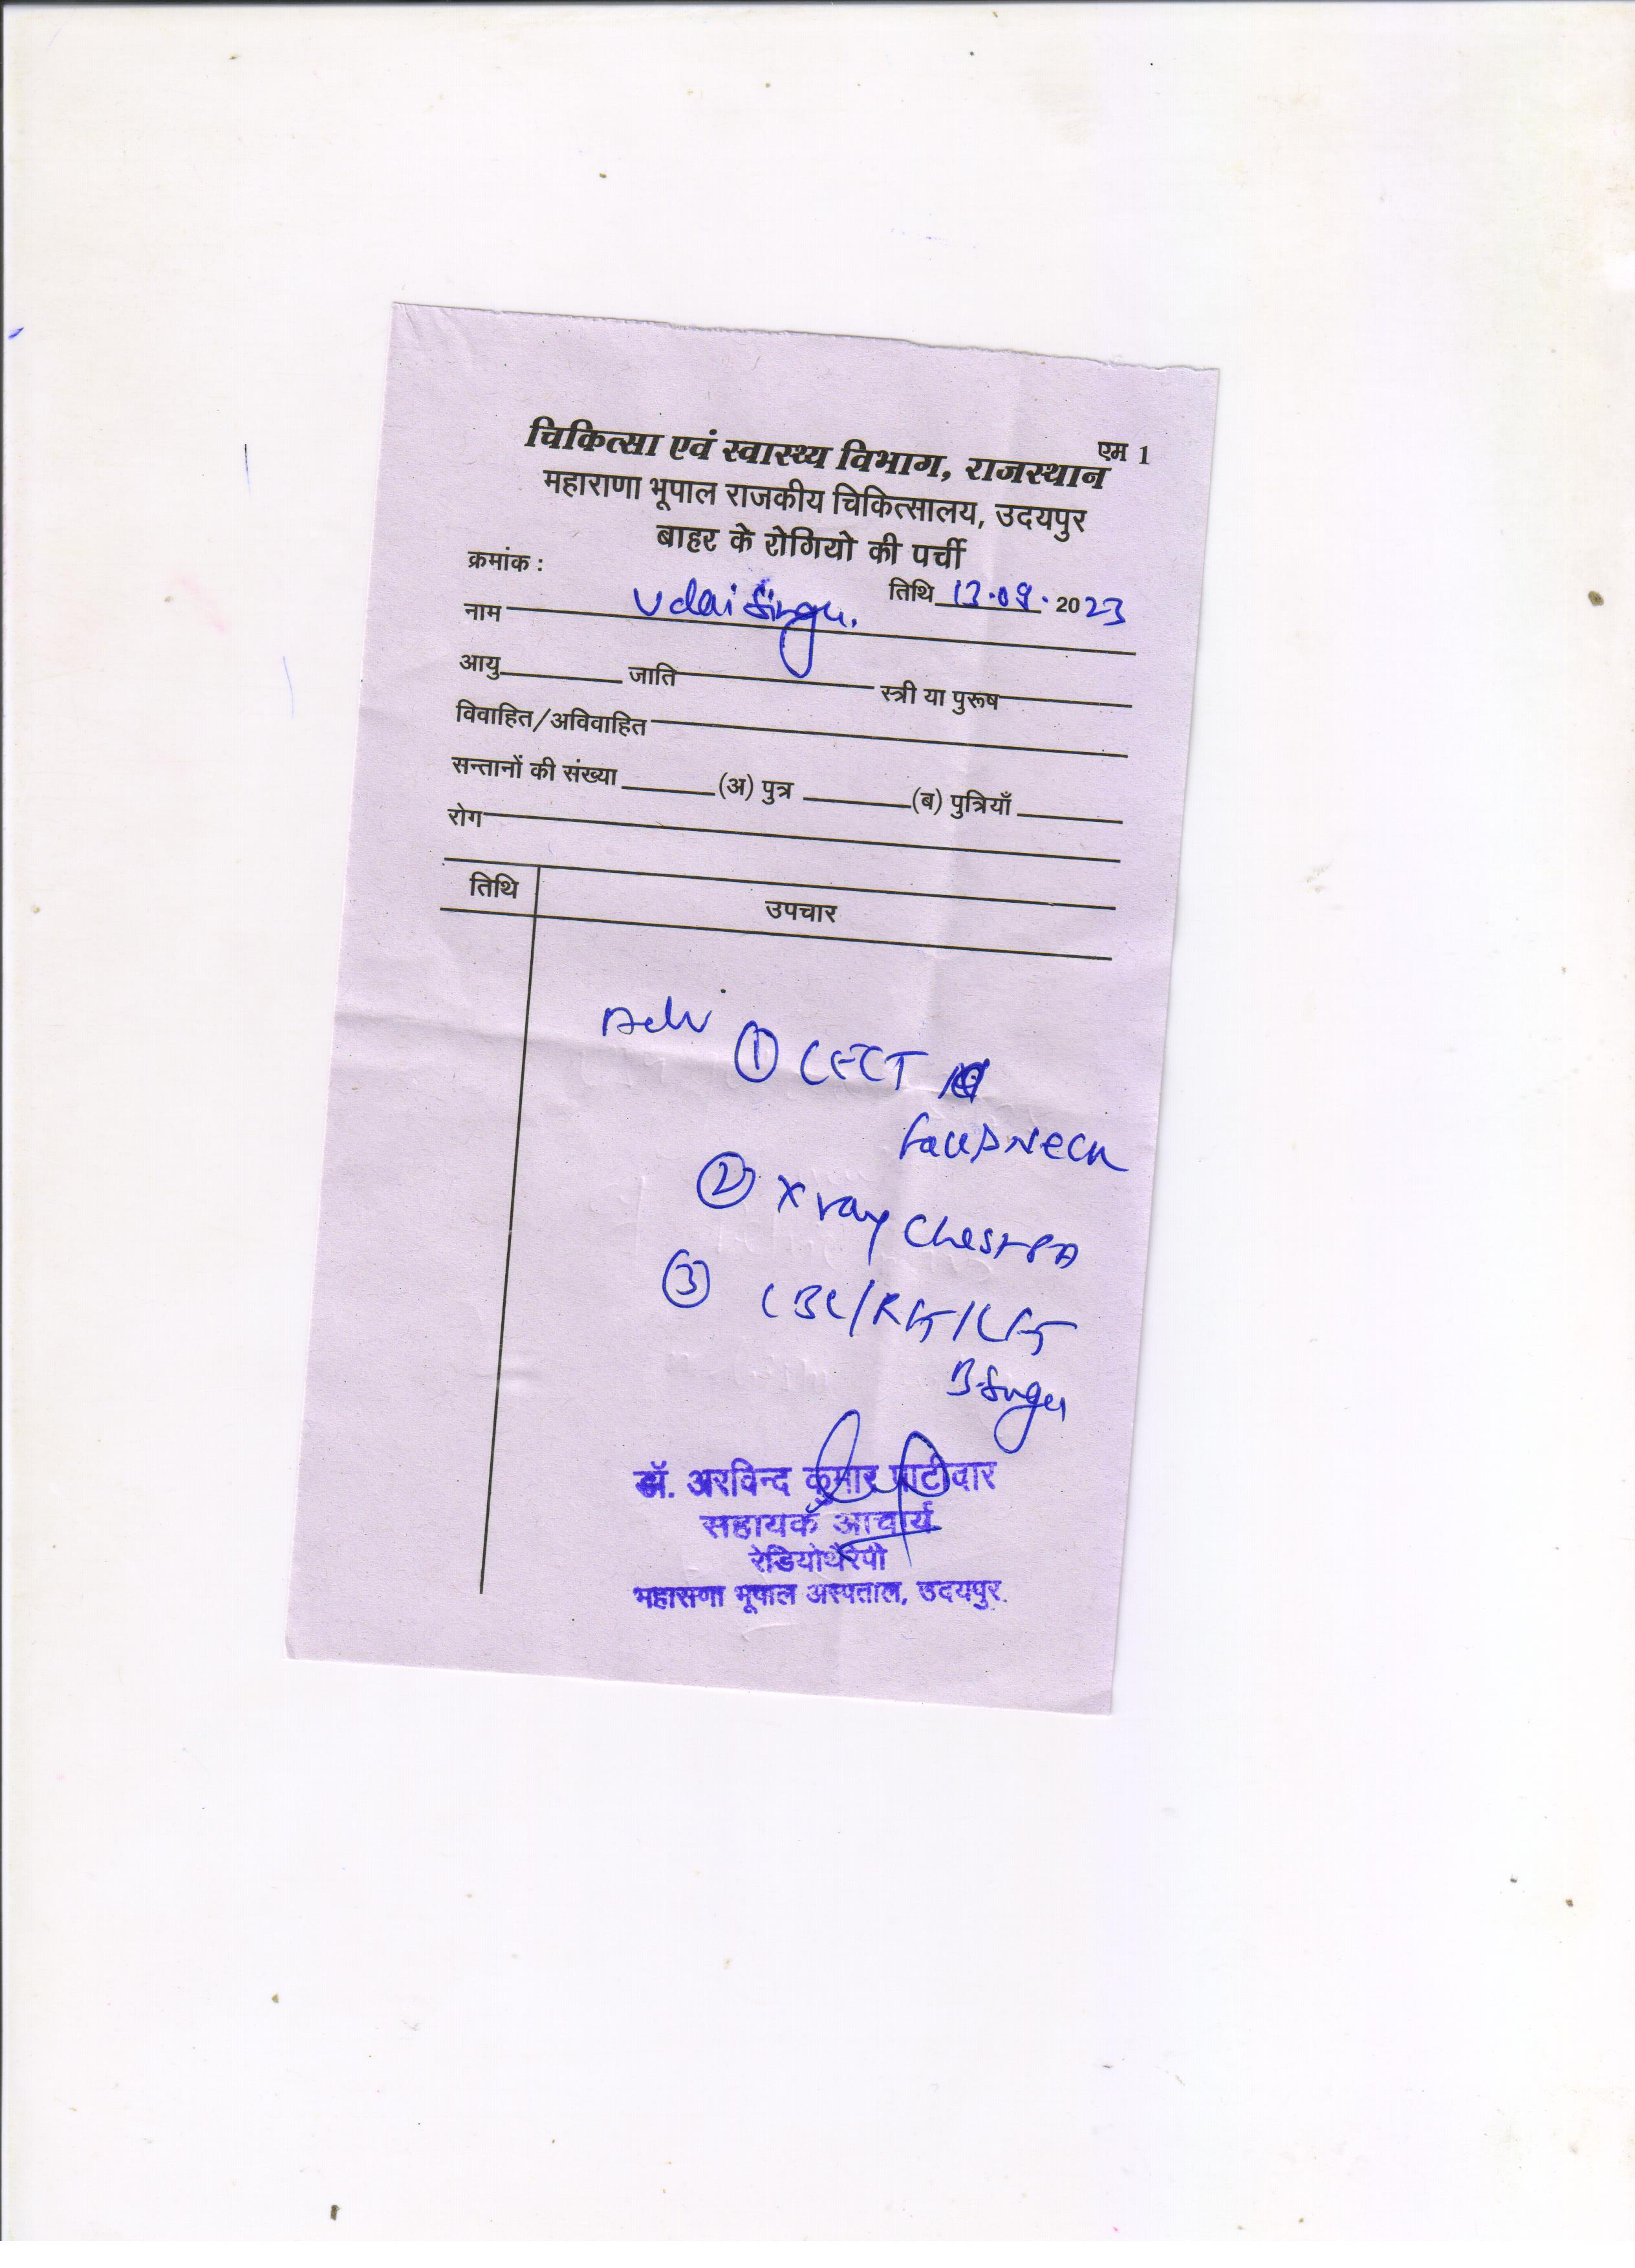 एम 1
चिकित्सा एवं स्वास्थ्य विभाग, राजस्थान
महाराणा भूपाल राजकीय चिकित्सालय, उदयपुर
बाहर के रोगियो की पर्ची
क्रमांक :
तिथि 13.09. 2023
नाम Udai Singh.
आयु जाति स्त्री या पुरूष
विवाहित/अविवाहित
सन्तानों की संख्या (अ) पुत्र (ब) पुत्रियाँ
रोग
तिथि उपचार
Adv ① CECT
Face & Neck
② X ray Chest PA
③ CBC/RFT/LFT
B.Sugar
डॉ. अरविन्द कुमार पाटीदार
सहायक आचार्य
रेडियोथैरेपी
महाराणा भूपाल अस्पताल, उदयपुर